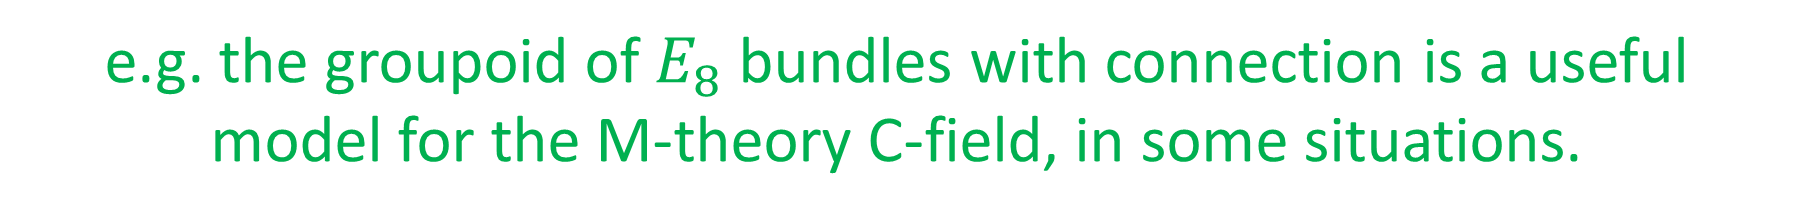 e.g. the groupoid of 𝐸₈ bundles with connection is a useful
model for the M-theory C-field, in some situations.